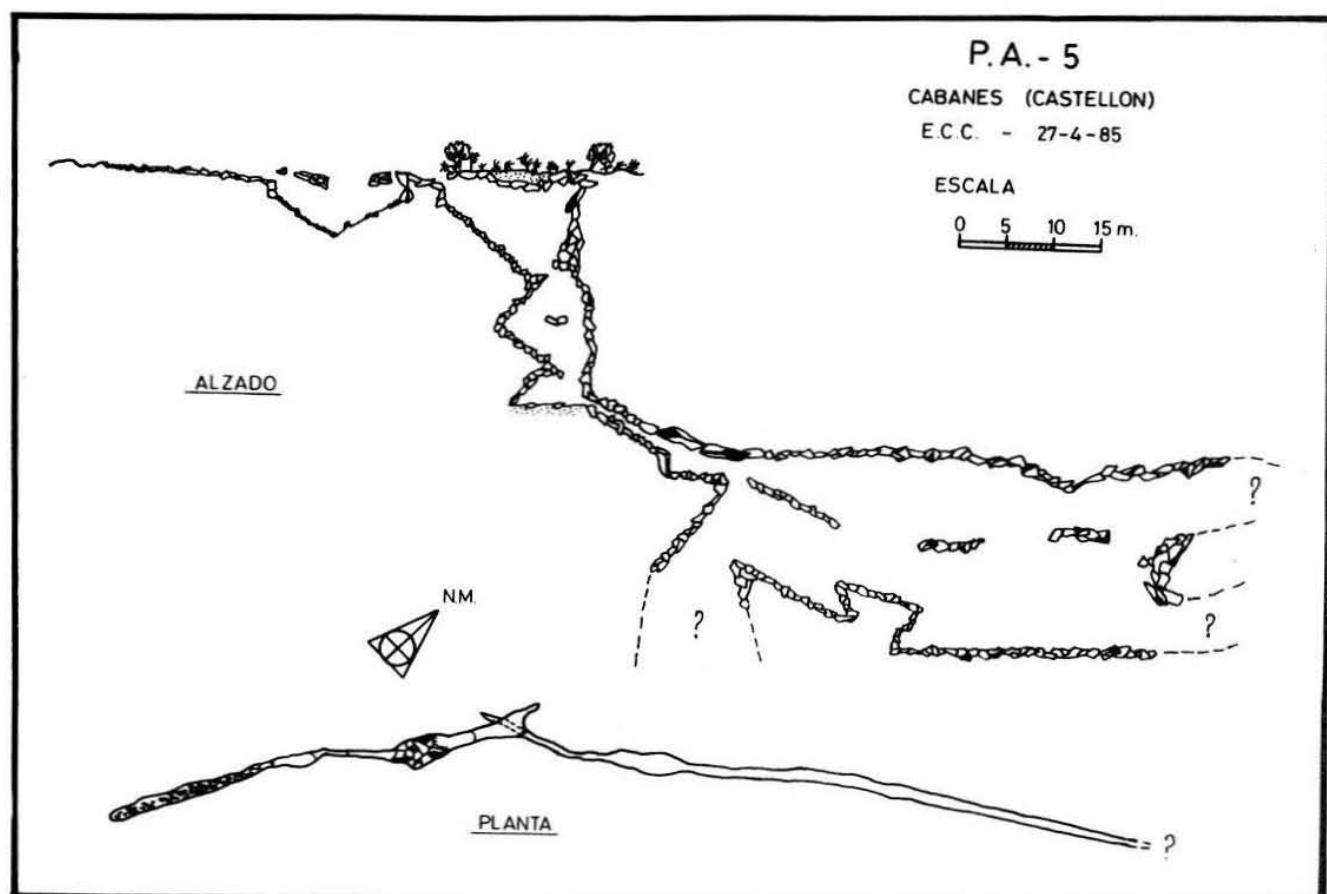 P.A.- 5
CABANES (CASTELLON)
E.C.C. - 27-4-85
ESCALA
0 5 10 15 m.
ALZADO
?
N.M.
?
?
PLANTA
?